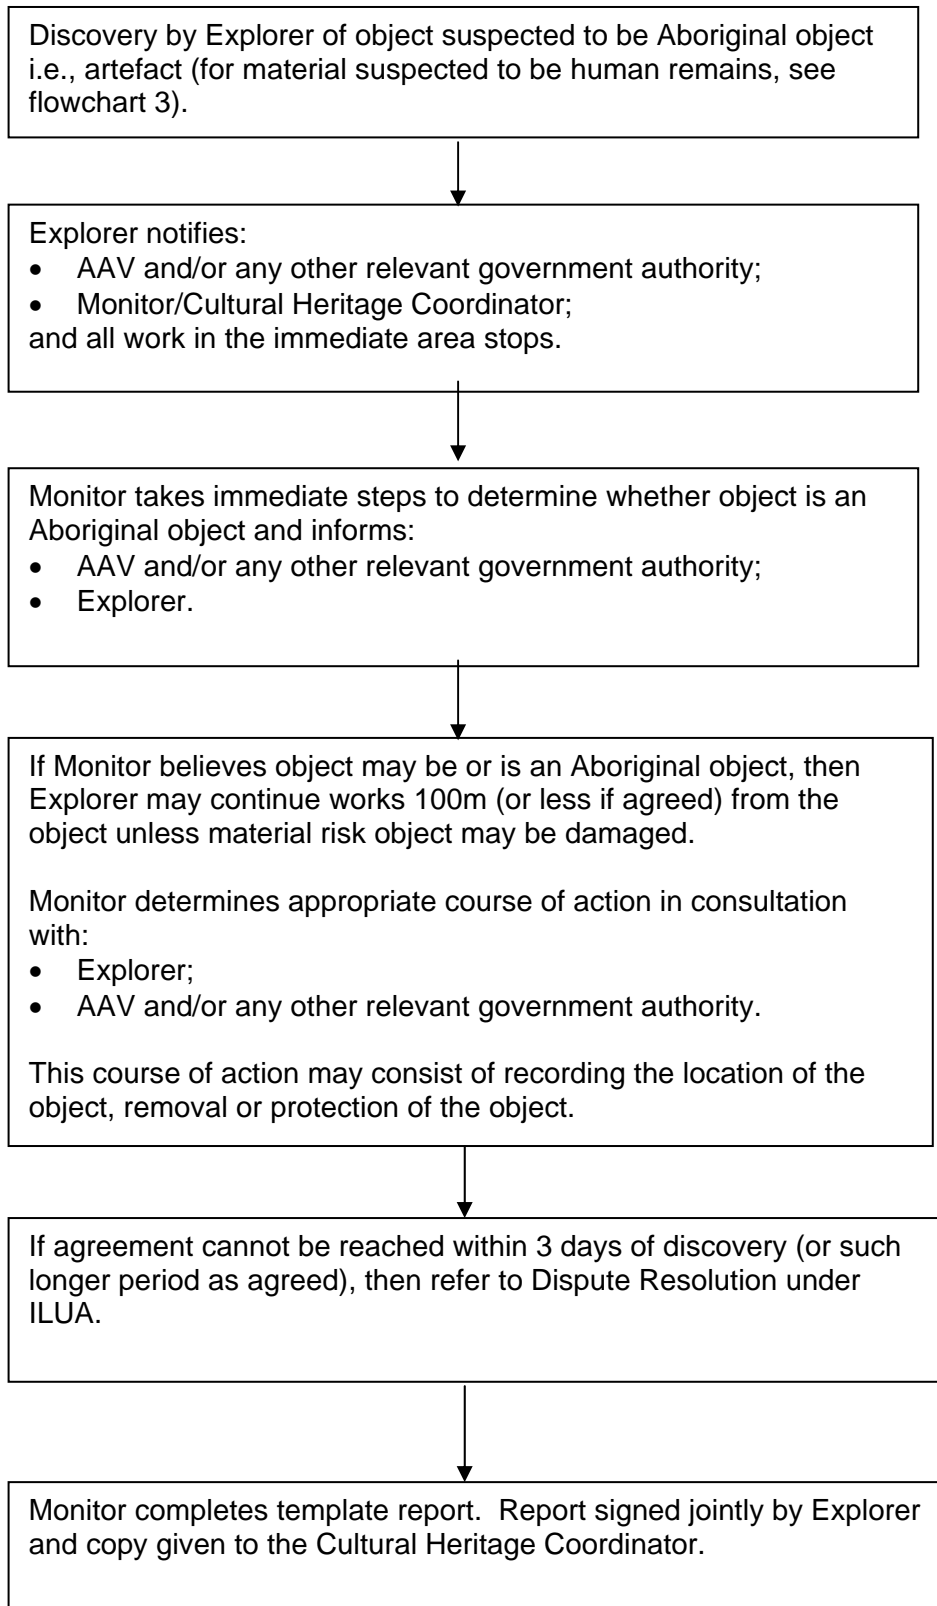 Discovery by Explorer of object suspected to be Aboriginal object
i.e., artefact (for material suspected to be human remains, see
flowchart 3).
Explorer notifies:
• AAV and/or any other relevant government authority;
• Monitor/Cultural Heritage Coordinator;
and all work in the immediate area stops.
Monitor takes immediate steps to determine whether object is an
Aboriginal object and informs:
• AAV and/or any other relevant government authority;
• Explorer.
If Monitor believes object may be or is an Aboriginal object, then
Explorer may continue works 100m (or less if agreed) from the
object unless material risk object may be damaged.
Monitor determines appropriate course of action in consultation
with:
• Explorer;
• AAV and/or any other relevant government authority.
This course of action may consist of recording the location of the
object, removal or protection of the object.
If agreement cannot be reached within 3 days of discovery (or such
longer period as agreed), then refer to Dispute Resolution under
ILUA.
Monitor completes template report.  Report signed jointly by Explorer
and copy given to the Cultural Heritage Coordinator.